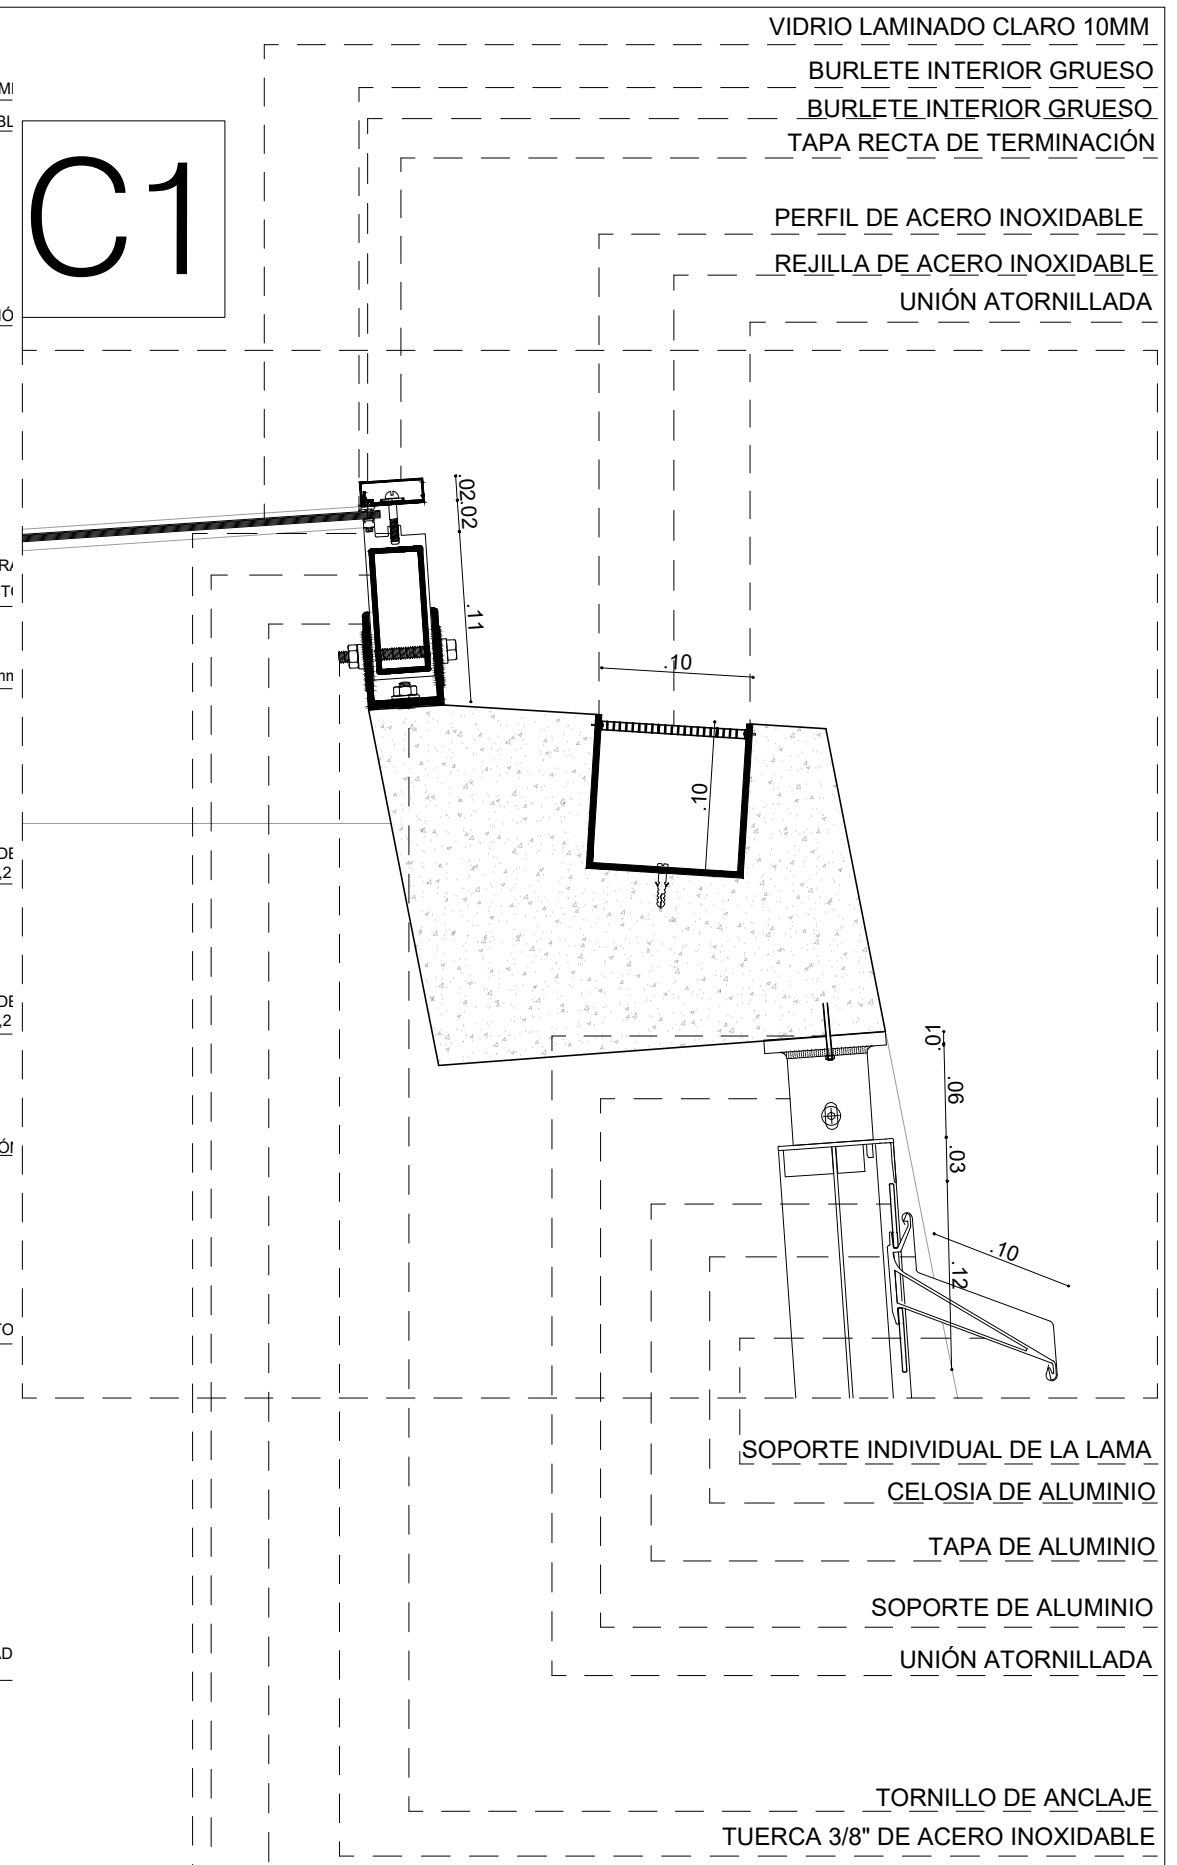 VIDRIO LAMINADO CLARO 10MM
BURLETE INTERIOR GRUESO
BURLETE INTERIOR GRUESO
TAPA RECTA DE TERMINACIÓN
C1
PERFIL DE ACERO INOXIDABLE
REJILLA DE ACERO INOXIDABLE
UNIÓN ATORNILLADA
.02
.02
.11
.10
.10
,2
,2
.01
.06
.03
.10
.12
SOPORTE INDIVIDUAL DE LA LAMA
CELOSIA DE ALUMINIO
TAPA DE ALUMINIO
SOPORTE DE ALUMINIO
UNIÓN ATORNILLADA
TORNILLO DE ANCLAJE
TUERCA 3/8" DE ACERO INOXIDABLE